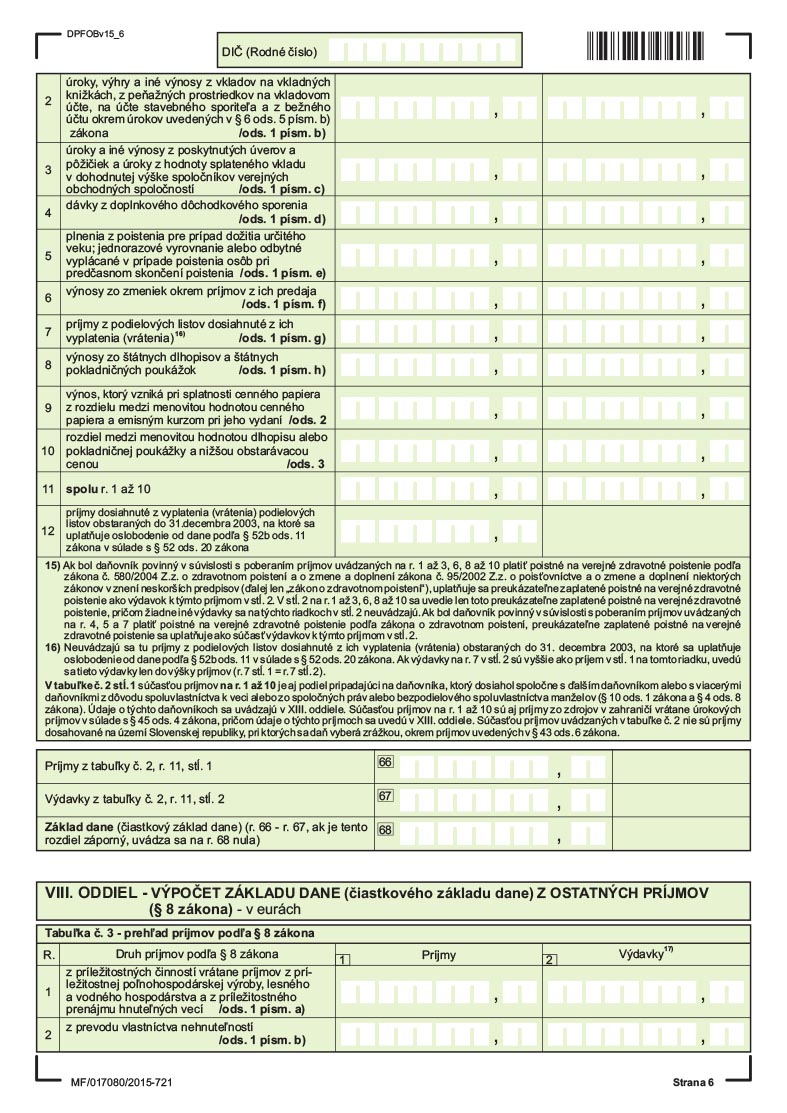 DPFOBv15_6
DIČ (Rodné číslo)
2
úroky, výhry a iné výnosy z vkladov na vkladných
knižkách, z peňažných prostriedkov na vkladovom
účte, na účte stavebného sporiteľa a z bežného
účtu okrem úrokov uvedených v § 6 ods. 5 písm. b)
zákona /ods. 1 písm. b)
,
,
3
úroky a iné výnosy z poskytnutých úverov a
pôžičiek a úroky z hodnoty splateného vkladu
v dohodnutej výške spoločníkov verejných
obchodných spoločností /ods. 1 písm. c)
,
,
4
dávky z doplnkového dôchodkového sporenia
/ods. 1 písm. d)
,
,
5
plnenia z poistenia pre prípad dožitia určitého
veku; jednorazové vyrovnanie alebo odbytné
vyplácané v prípade poistenia osôb pri
predčasnom skončení poistenia /ods. 1 písm. e)
,
,
6
výnosy zo zmeniek okrem príjmov z ich predaja
/ods. 1 písm. f)
,
,
7
príjmy z podielových listov dosiahnuté z ich
vyplatenia (vrátenia)16) /ods. 1 písm. g)
,
,
8
výnosy zo štátnych dlhopisov a štátnych
pokladničných poukážok /ods. 1 písm. h)
,
,
9
výnos, ktorý vzniká pri splatnosti cenného papiera
z rozdielu medzi menovitou hodnotou cenného
papiera a emisným kurzom pri jeho vydaní /ods. 2
,
,
10
rozdiel medzi menovitou hodnotou dlhopisu alebo
pokladničnej poukážky a nižšou obstarávacou
cenou /ods. 3
,
,
11 spolu r. 1 až 10
,
,
12
príjmy dosiahnuté z vyplatenia (vrátenia) podielových
listov obstaraných do 31.decembra 2003, na ktoré sa
uplatňuje oslobodenie od dane podľa § 52b ods. 11
zákona v súlade s § 52 ods. 20 zákona
,
15) Ak bol daňovník povinný v súvislosti s poberaním príjmov uvádzaných na r. 1 až 3, 6, 8 až 10 platiť poistné na verejné zdravotné poistenie podľa
zákona č. 580/2004 Z.z. o zdravotnom poistení a o zmene a doplnení zákona č. 95/2002 Z.z. o poisťovníctve a o zmene a doplnení niektorých
zákonov v znení neskorších predpisov (ďalej len „zákon o zdravotnom poistení"), uplatňuje sa preukázateľne zaplatené poistné na verejné zdravotné
poistenie ako výdavok k týmto príjmom v stĺ. 2. V stĺ. 2 na r. 1 až 3, 6, 8 až 10 sa uvedie len toto preukázateľne zaplatené poistné na verejné zdravotné
poistenie, pričom žiadne iné výdavky sa na týchto riadkoch v stĺ. 2 neuvádzajú. Ak bol daňovník povinný v súvislosti s poberaním príjmov uvádzaných
na r. 4, 5 a 7 platiť poistné na verejné zdravotné poistenie podľa zákona o zdravotnom poistení, preukázateľne zaplatené poistné na verejné
zdravotné poistenie sa uplatňuje ako súčasť výdavkov k týmto príjmom v stĺ. 2.
16) Neuvádzajú sa tu príjmy z podielových listov dosiahnuté z ich vyplatenia (vrátenia) obstaraných do 31. decembra 2003, na ktoré sa uplatňuje
oslobodenie od dane podľa § 52b ods. 11 v súlade s § 52 ods. 20 zákona. Ak výdavky na r. 7 v stĺ. 2 sú vyššie ako príjem v stĺ. 1 na tomto riadku, uvedú
sa tieto výdavky len do výšky príjmov (r. 7 stĺ. 1 = r. 7 stĺ. 2).
V tabuľke č. 2 stĺ. 1 súčasťou príjmov na r. 1 až 10 je aj podiel pripadajúci na daňovníka, ktorý dosiahol spoločne s ďalším daňovníkom alebo s viacerými
daňovníkmi z dôvodu spoluvlastníctva k veci alebo zo spoločných práv alebo bezpodielového spoluvlastníctva manželov (§ 10 ods. 1 zákona a § 4 ods. 8
zákona). Údaje o týchto daňovníkoch sa uvádzajú v XIII. oddiele. Súčasťou príjmov na r. 1 až 10 sú aj príjmy zo zdrojov v zahraničí vrátane úrokových
príjmov v súlade s § 45 ods. 4 zákona, pričom údaje o týchto príjmoch sa uvedú v XIII. oddiele. Súčasťou príjmov uvádzaných v tabuľke č. 2 nie sú príjmy
dosahované na území Slovenskej republiky, pri ktorých sa daň vyberá zrážkou, okrem príjmov uvedených v § 43 ods. 6 zákona.
Príjmy z tabuľky č. 2, r. 11, stĺ. 1 66 ,
Výdavky z tabuľky č. 2, r. 11, stĺ. 2 67 ,
Základ dane (čiastkový základ dane) (r. 66 - r. 67, ak je tento
rozdiel záporný, uvádza sa na r. 68 nula)
68 ,
VIII. ODDIEL - VÝPOČET ZÁKLADU DANE (čiastkového základu dane) Z OSTATNÝCH PRÍJMOV
(§ 8 zákona) - v eurách
Tabuľka č. 3 - prehľad príjmov podľa § 8 zákona
R. Druh príjmov podľa § 8 zákona 1 Príjmy 2 Výdavky17)
1
z príležitostných činností vrátane príjmov z prí-
ležitostnej poľnohospodárskej výroby, lesného
a vodného hospodárstva a z príležitostného
prenájmu hnuteľných vecí /ods. 1 písm. a)
,
,
2
z prevodu vlastníctva nehnuteľností
/ods. 1 písm. b)
,
,
MF/017080/2015-721
Strana 6